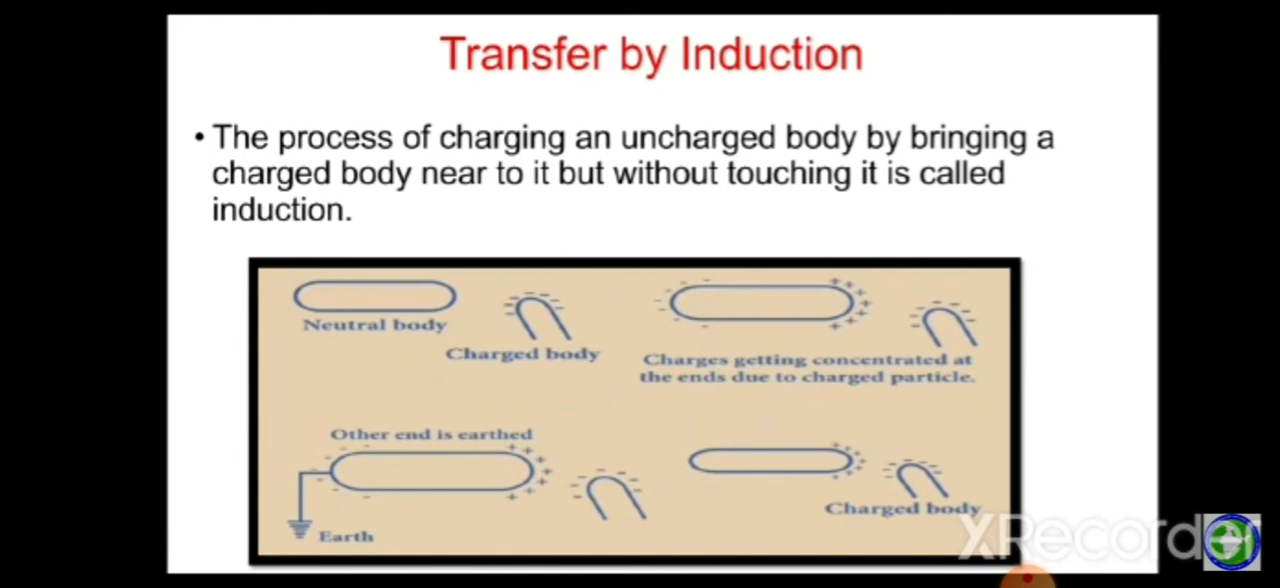 Transfer by Induction
• The process of charging an uncharged body by bringing a
charged body near to it but without touching it is called
induction.
Neutral body
Charged body
Charges getting concentrated at
the ends due to charged particle.
Other end is earthed
Earth
Charged body
XRecorder